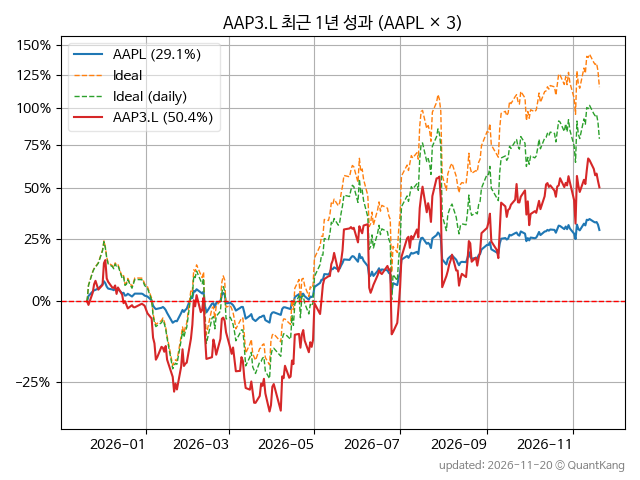 AAP3.L 최근 1년 성과 (AAPL × 3)
150%
125%
100%
75%
50%
25%
0%
−25%
AAPL (29.1%)
Ideal
Ideal (daily)
AAP3.L (50.4%)
2026-01
2026-03
2026-05
2026-07
2026-09
2026-11
updated: 2026-11-20 © QuantKang